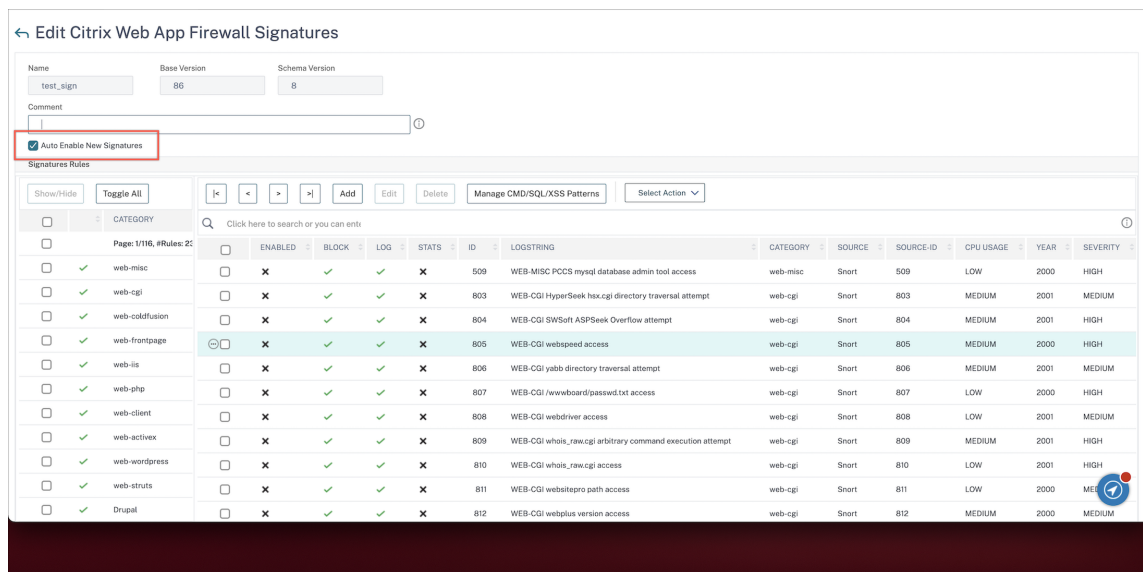 Edit Citrix Web App Firewall Signatures
Name Base Version Schema Version
test_sign 86 8
Comment
Auto Enable New Signatures
Signatures Rules
Show/Hide Toggle All |< < > >| Add Edit Delete Manage CMD/SQL/XSS Patterns Select Action
CATEGORY
Click here to search or you can ente
Page: 1/116, #Rules: 23
ENABLED BLOCK LOG STATS ID LOGSTRING CATEGORY SOURCE SOURCE-ID CPU USAGE YEAR SEVERITY
web-misc 509 WEB-MISC PCCS mysql database admin tool access web-misc Snort 509 LOW 2000 HIGH
web-cgi 803 WEB-CGI HyperSeek hsx.cgi directory traversal attempt web-cgi Snort 803 MEDIUM 2001 MEDIUM
web-coldfusion 804 WEB-CGI SWSoft ASPSeek Overflow attempt web-cgi Snort 804 MEDIUM 2001 HIGH
web-frontpage 805 WEB-CGI webspeed access web-cgi Snort 805 MEDIUM 2000 HIGH
web-iis 806 WEB-CGI yabb directory traversal attempt web-cgi Snort 806 MEDIUM 2001 MEDIUM
web-php 807 WEB-CGI /wwwboard/passwd.txt access web-cgi Snort 807 LOW 2000 HIGH
web-client 808 WEB-CGI webdriver access web-cgi Snort 808 LOW 2001 MEDIUM
web-activex 809 WEB-CGI whois_raw.cgi arbitrary command execution attempt web-cgi Snort 809 MEDIUM 2001 HIGH
web-wordpress 810 WEB-CGI whois_raw.cgi access web-cgi Snort 810 LOW 2001 HIGH
web-struts 811 WEB-CGI websitepro path access web-cgi Snort 811 LOW 2000
Drupal 812 WEB-CGI webplus version access web-cgi Snort 812 MEDIUM 2000 MEDIUM